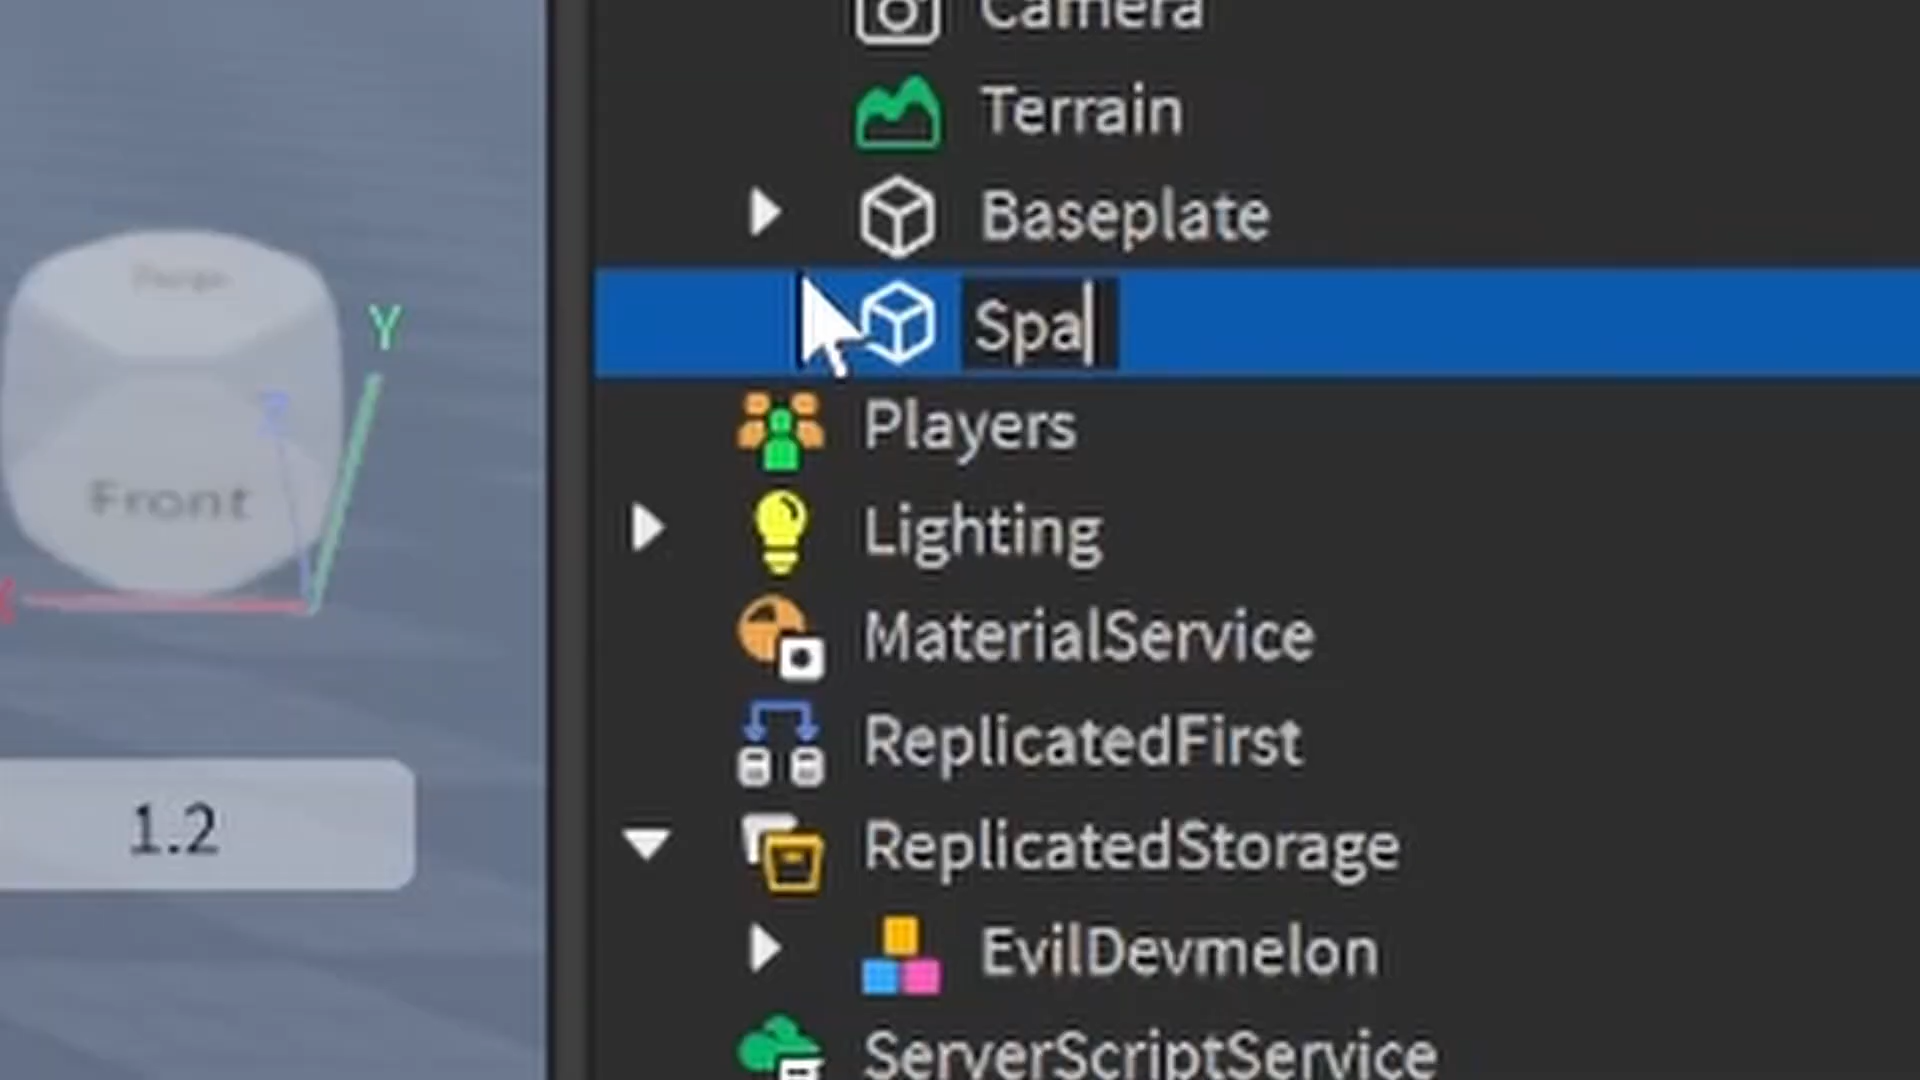 Camera
Terrain
Baseplate
Spa
Players
Lighting
MaterialService
ReplicatedFirst
ReplicatedStorage
EvilDevmelon
ServerScriptService
Y
Z
Front
X
1.2